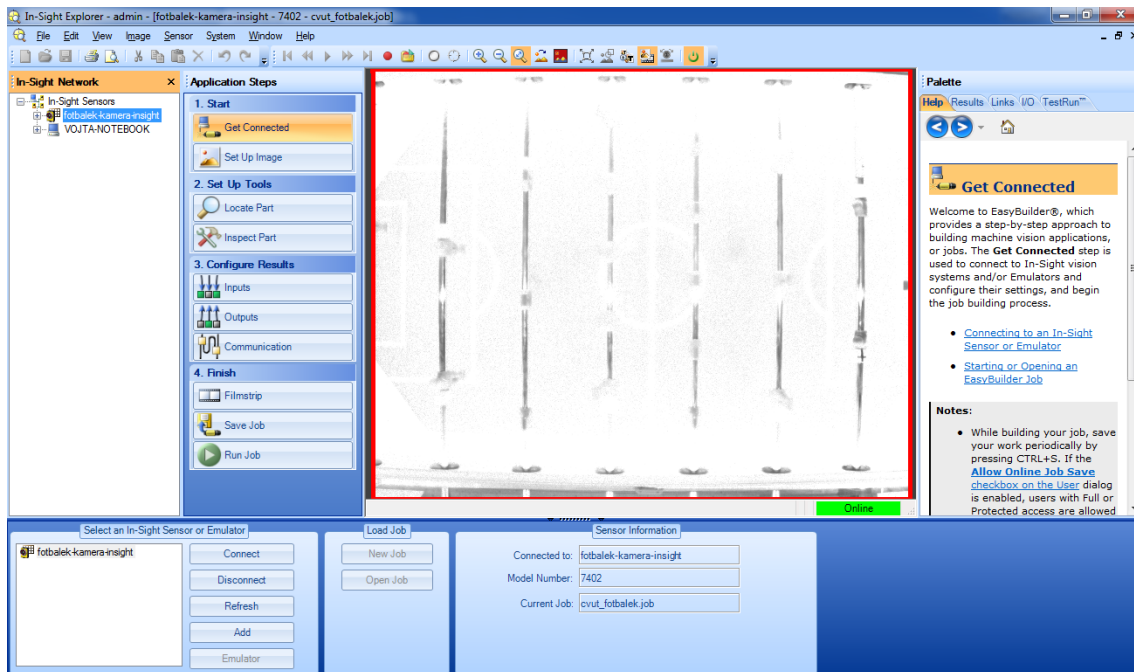 In-Sight Explorer - admin - [fotbalek-kamera-insight - 7402 - cvut_fotbalek.job]
File Edit View Image Sensor System Window Help
In-Sight Network
In-Sight Sensors
fotbalek-kamera-insight
VOJTA-NOTEBOOK
Application Steps
1. Start
Get Connected
Set Up Image
2. Set Up Tools
Locate Part
Inspect Part
3. Configure Results
Inputs
Outputs
Communication
4. Finish
Filmstrip
Save Job
Run Job
Online
Palette
Help Results Links I/O TestRun™
Get Connected
Welcome to EasyBuilder®, which
provides a step-by-step approach to
building machine vision applications,
or jobs. The Get Connected step is
used to connect to In-Sight vision
systems and/or Emulators and
configure their settings, and begin
the job building process.
• Connecting to an In-Sight
Sensor or Emulator
• Starting or Opening an
EasyBuilder Job
Notes:
• While building your job, save
your work periodically by
pressing CTRL+S. If the
Allow Online Job Save
checkbox on the User dialog
is enabled, users with Full or
Protected access are allowed
Select an In-Sight Sensor or Emulator
fotbalek-kamera-insight
Connect
Disconnect
Refresh
Add
Emulator
Load Job
New Job
Open Job
Sensor Information
Connected to: fotbalek-kamera-insight
Model Number: 7402
Current Job: cvut_fotbalek.job